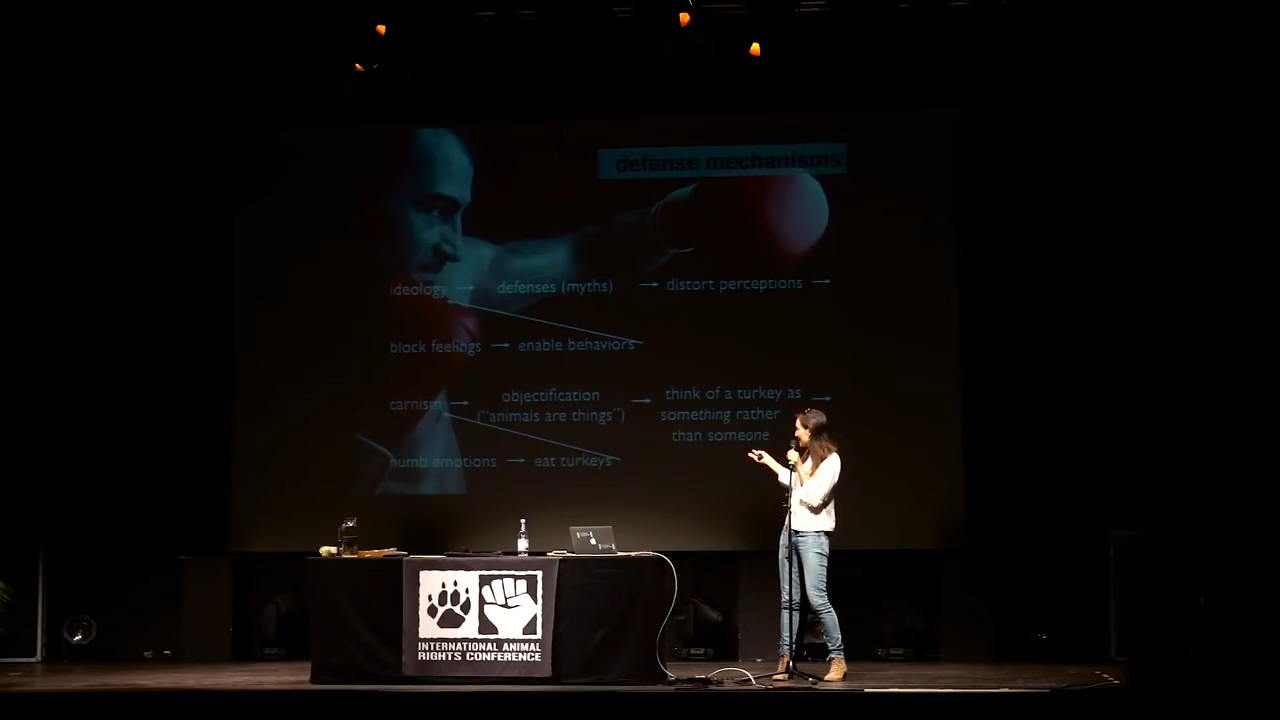 defense mechanisms
ideology → defenses (myths) → distort perceptions →
block feelings → enable behaviors
carnism → objectification ("animals are things") → think of a turkey as something rather than someone →
numb emotions → eat turkeys
INTERNATIONAL ANIMAL
RIGHTS CONFERENCE